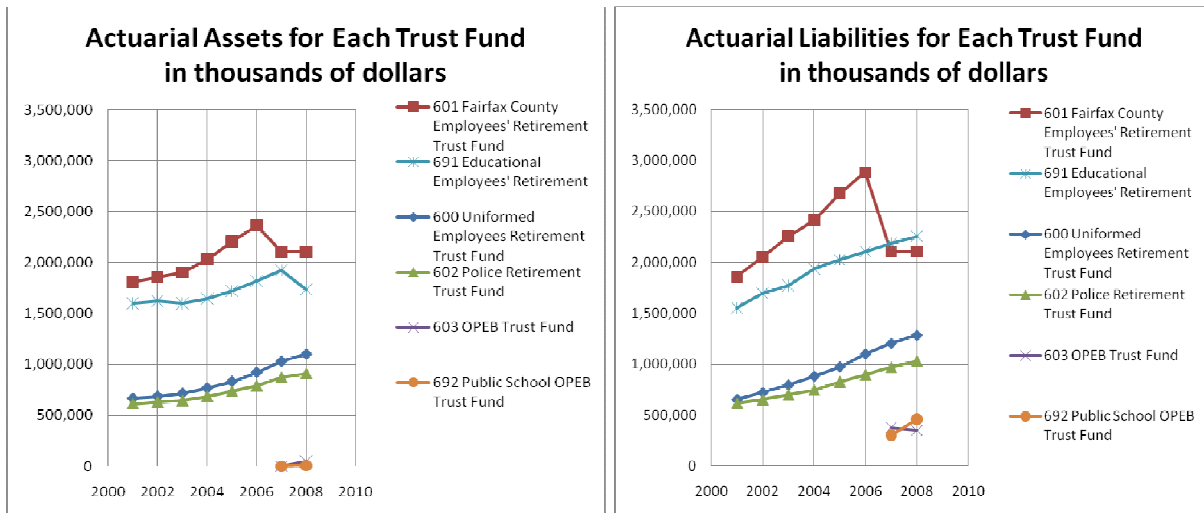 Actuarial Assets for Each Trust Fund
in thousands of dollars
3,500,000
3,000,000
2,500,000
2,000,000
1,500,000
1,000,000
500,000
0
2000 2002 2004 2006 2008 2010
601 Fairfax County
Employees' Retirement
Trust Fund
691 Educational
Employees' Retirement
600 Uniformed
Employees Retirement
Trust Fund
602 Police Retirement
Trust Fund
603 OPEB Trust Fund
692 Public School OPEB
Trust Fund
Actuarial Liabilities for Each Trust Fund
in thousands of dollars
3,500,000
3,000,000
2,500,000
2,000,000
1,500,000
1,000,000
500,000
0
2000 2002 2004 2006 2008 2010
601 Fairfax County
Employees' Retirement
Trust Fund
691 Educational
Employees' Retirement
600 Uniformed
Employees Retirement
Trust Fund
602 Police Retirement
Trust Fund
603 OPEB Trust Fund
692 Public School OPEB
Trust Fund